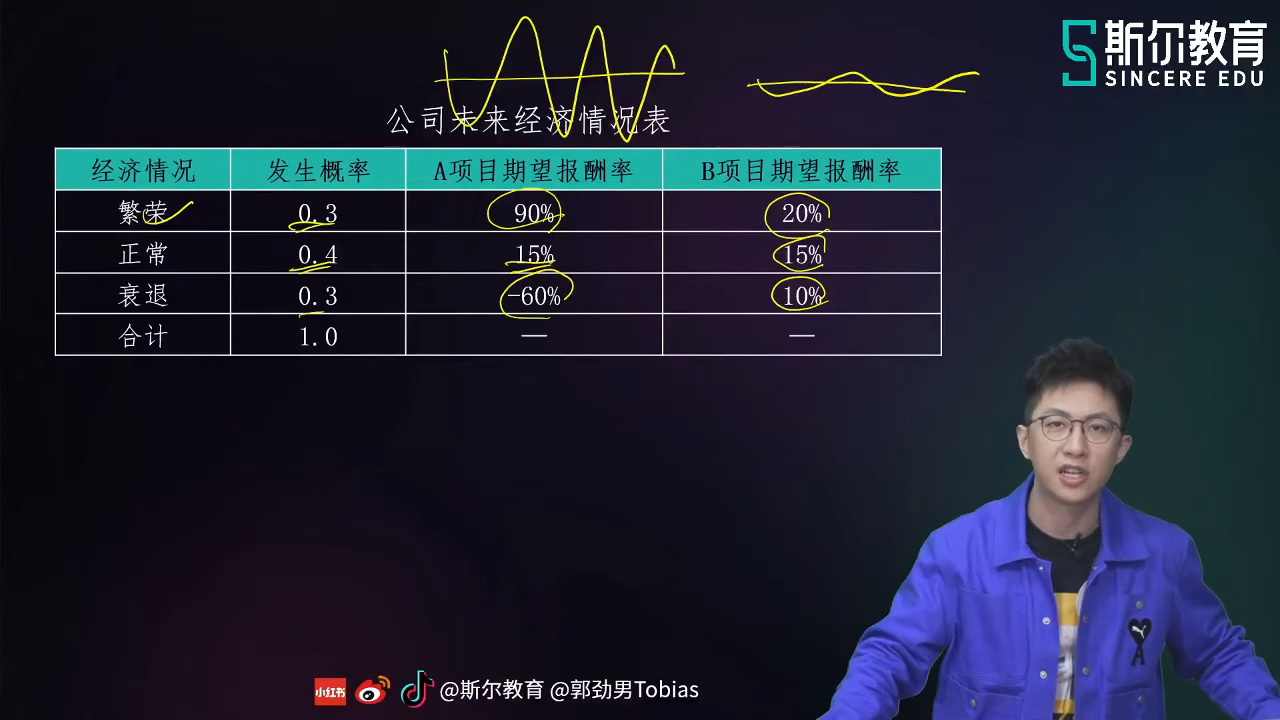 斯尔教育
SINCERE EDU
公司未来经济情况表
经济情况 发生概率 A项目期望报酬率 B项目期望报酬率
繁荣 0.3 90% 20%
正常 0.4 15% 15%
衰退 0.3 -60% 10%
合计 1.0 — —
小红书 @斯尔教育 @郭劲男Tobias